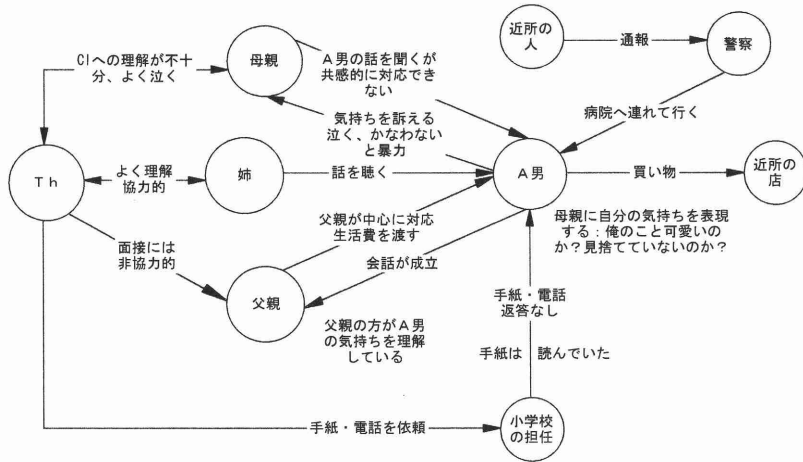 近所の
人
通報
警察
Clへの理解が不十
分、よく泣く
母親
A男の話を聞くが
共感的に対応でき
ない
病院へ連れて行く
気持ちを訴える
泣く、かなわない
と暴力
Th
よく理解
協力的
姉
話を聴く
A男
買い物
近所の
店
母親に自分の気持ちを表現
する：俺のこと可愛いのか
か？見捨てていないのか？
父親が中心に対応
生活費を渡す
面接には
非協力的
会話が成立
父親
父親の方がA男
の気持ちを理解
している
手紙・電話
返答なし
手紙は 読んでいた
手紙・電話を依頼
小学校
の担任